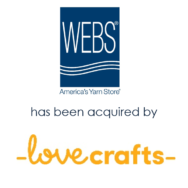 WEBS®
America's Yarn Store®
has been acquired by
-lovecrafts-